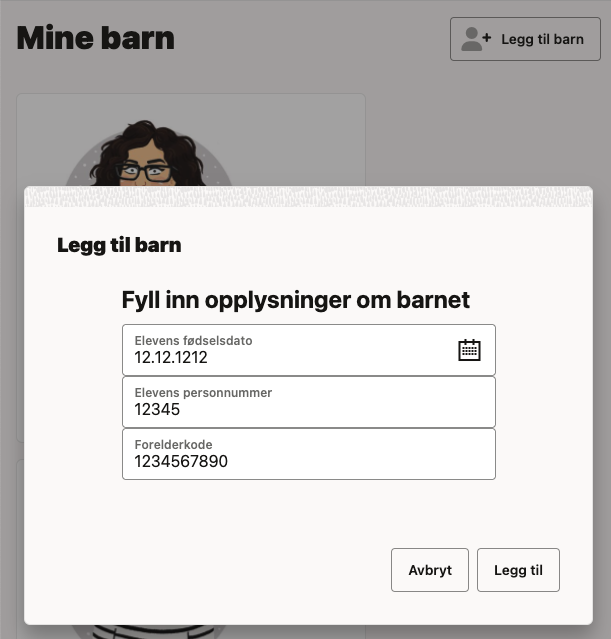 Mine barn
Legg til barn
Legg til barn
Fyll inn opplysninger om barnet
Elevens fødselsdato
12.12.1212
Elevens personnummer
12345
Forelderkode
1234567890
Avbryt
Legg til